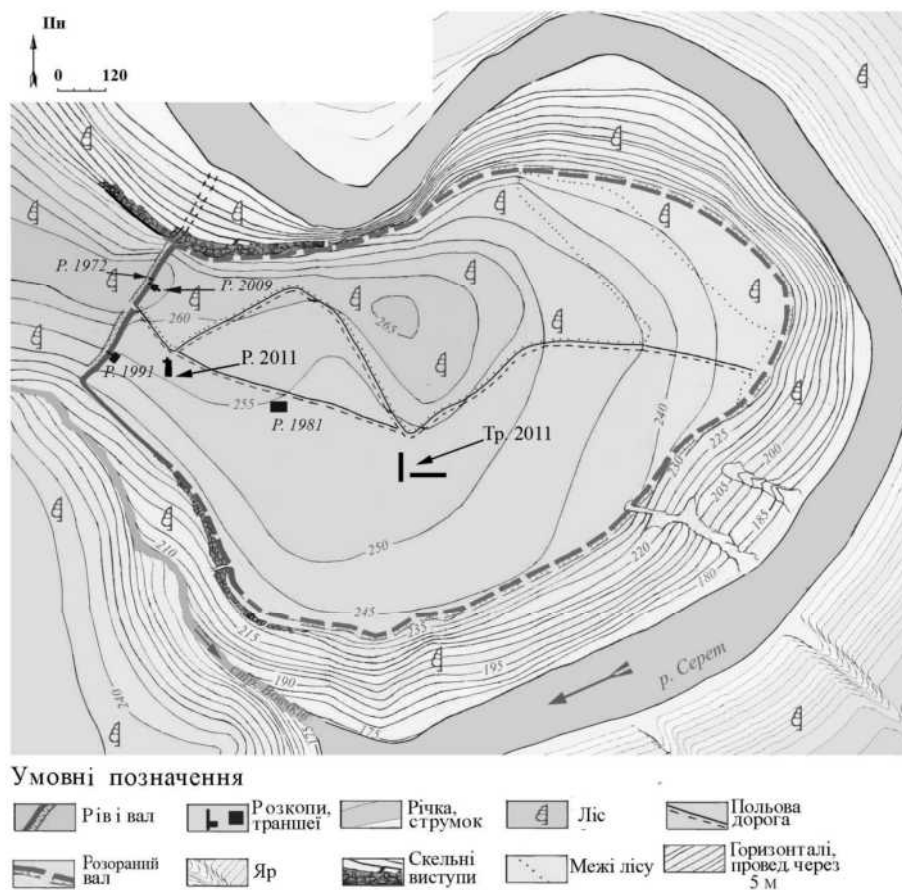 Пн
0 120
Р. 1972
Р. 2009
260
265
Р. 2011
Р. 1991
255
Р. 1981
240
Тр. 2011
230
225
200
205
185
210
250
220
180
245
235
215
р. Серет
195
190
240
175
175
Умовні позначення
Рів і вал
Розкопи, траншеї
Річка, струмок
Ліс
Польова дорога
Розораний вал
Яр
Скельні виступи
Межі лісу
Горизонталі, провед. через 5 м